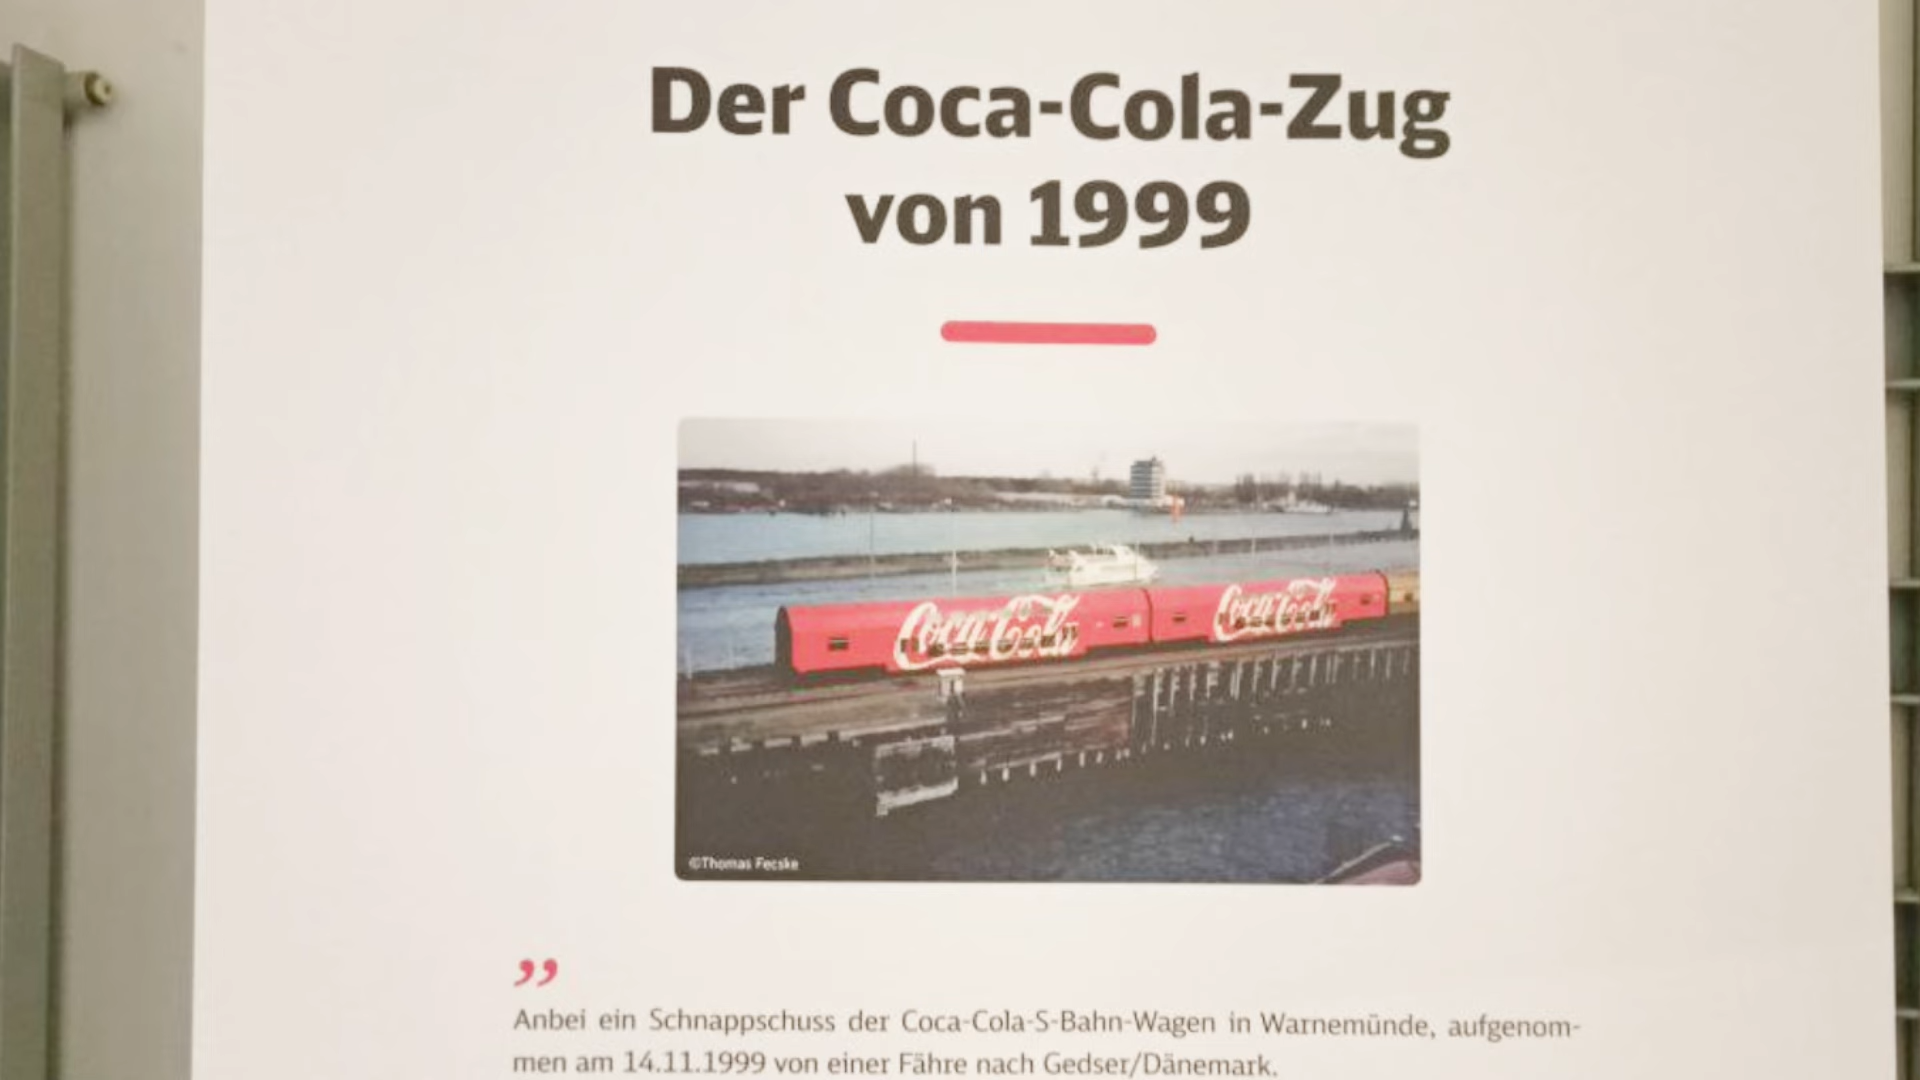 Der Coca-Cola-Zug
von 1999
Coca-Cola Coca-Cola
©Thomas Fecske
”
Anbei ein Schnappschuss der Coca-Cola-S-Bahn-Wagen in Warnemünde, aufgenom-
men am 14.11.1999 von einer Fähre nach Gedser/Dänemark.